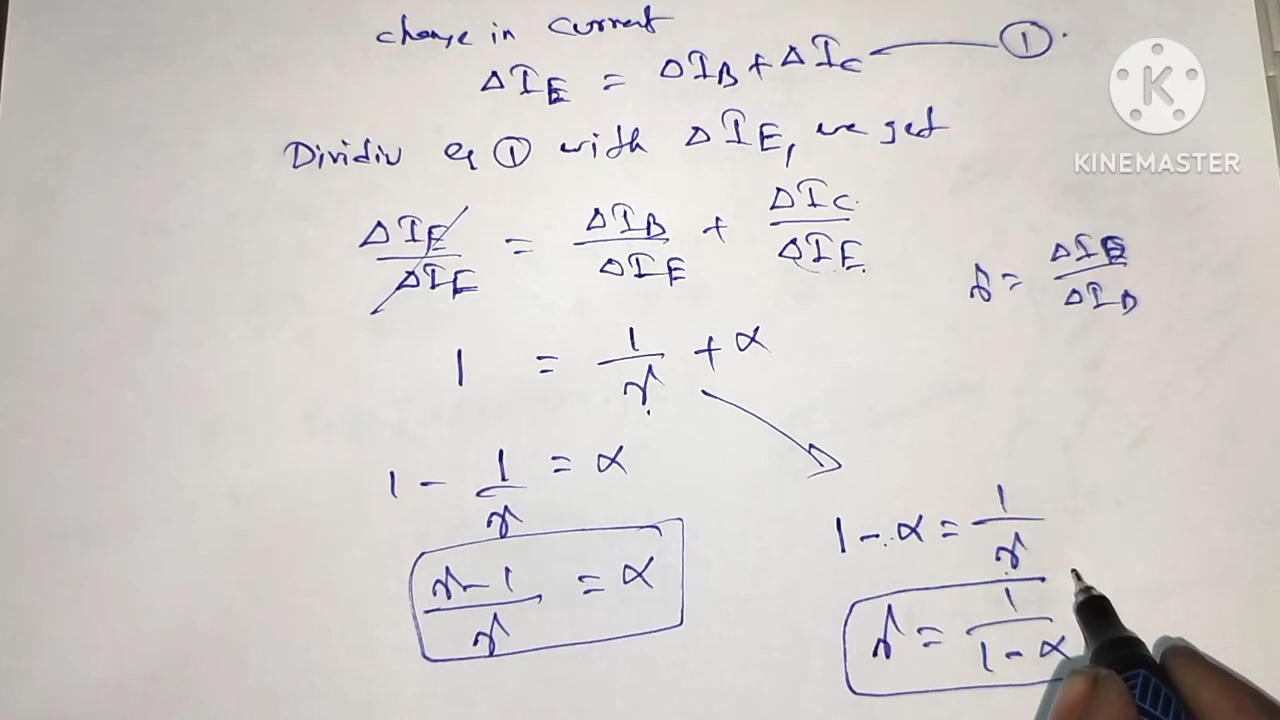 change in current
ΔIE = ΔIB + ΔIC ①
Dividiv eq ① with ΔIE, we get
ΔIE/ΔIE = ΔIB/ΔIE + ΔIC/ΔIE
γ = ΔIE/ΔIB
1 = 1/γ + α
1 - 1/γ = α
γ-1/γ = α
1 - α = 1/γ
γ = 1/1-α
K
KINEMASTER